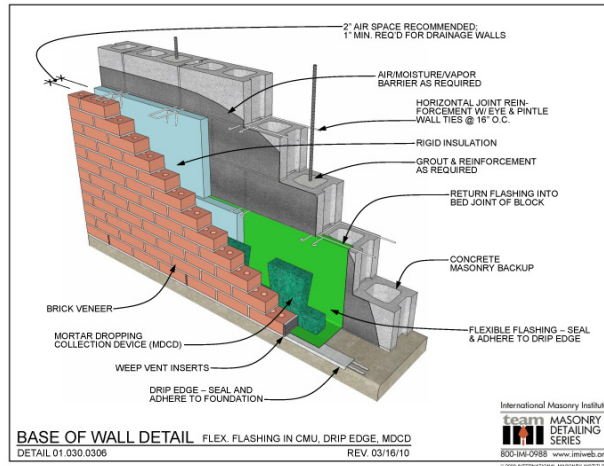 2" AIR SPACE RECOMMENDED;
1" MIN. REQ'D FOR DRAINAGE WALLS
AIR/MOISTURE/VAPOR
BARRIER AS REQUIRED
HORIZONTAL JOINT REIN-
FORCEMENT W/ EYE & PINTLE
WALL TIES @ 16" O.C.
RIGID INSULATION
GROUT & REINFORCEMENT
AS REQUIRED
RETURN FLASHING INTO
BED JOINT OF BLOCK
CONCRETE
MASONRY BACKUP
BRICK VENEER
MORTAR DROPPING
COLLECTION DEVICE (MDCD)
WEEP VENT INSERTS
DRIP EDGE – SEAL AND
ADHERE TO FOUNDATION
FLEXIBLE FLASHING – SEAL
& ADHERE TO DRIP EDGE
BASE OF WALL DETAIL FLEX. FLASHING IN CMU, DRIP EDGE, MDCD
DETAIL 01.030.0306 REV. 03/16/10
International Masonry Institute
team MASONRY
DETAILING
SERIES
800-IMI-0988 www.imiweb.or